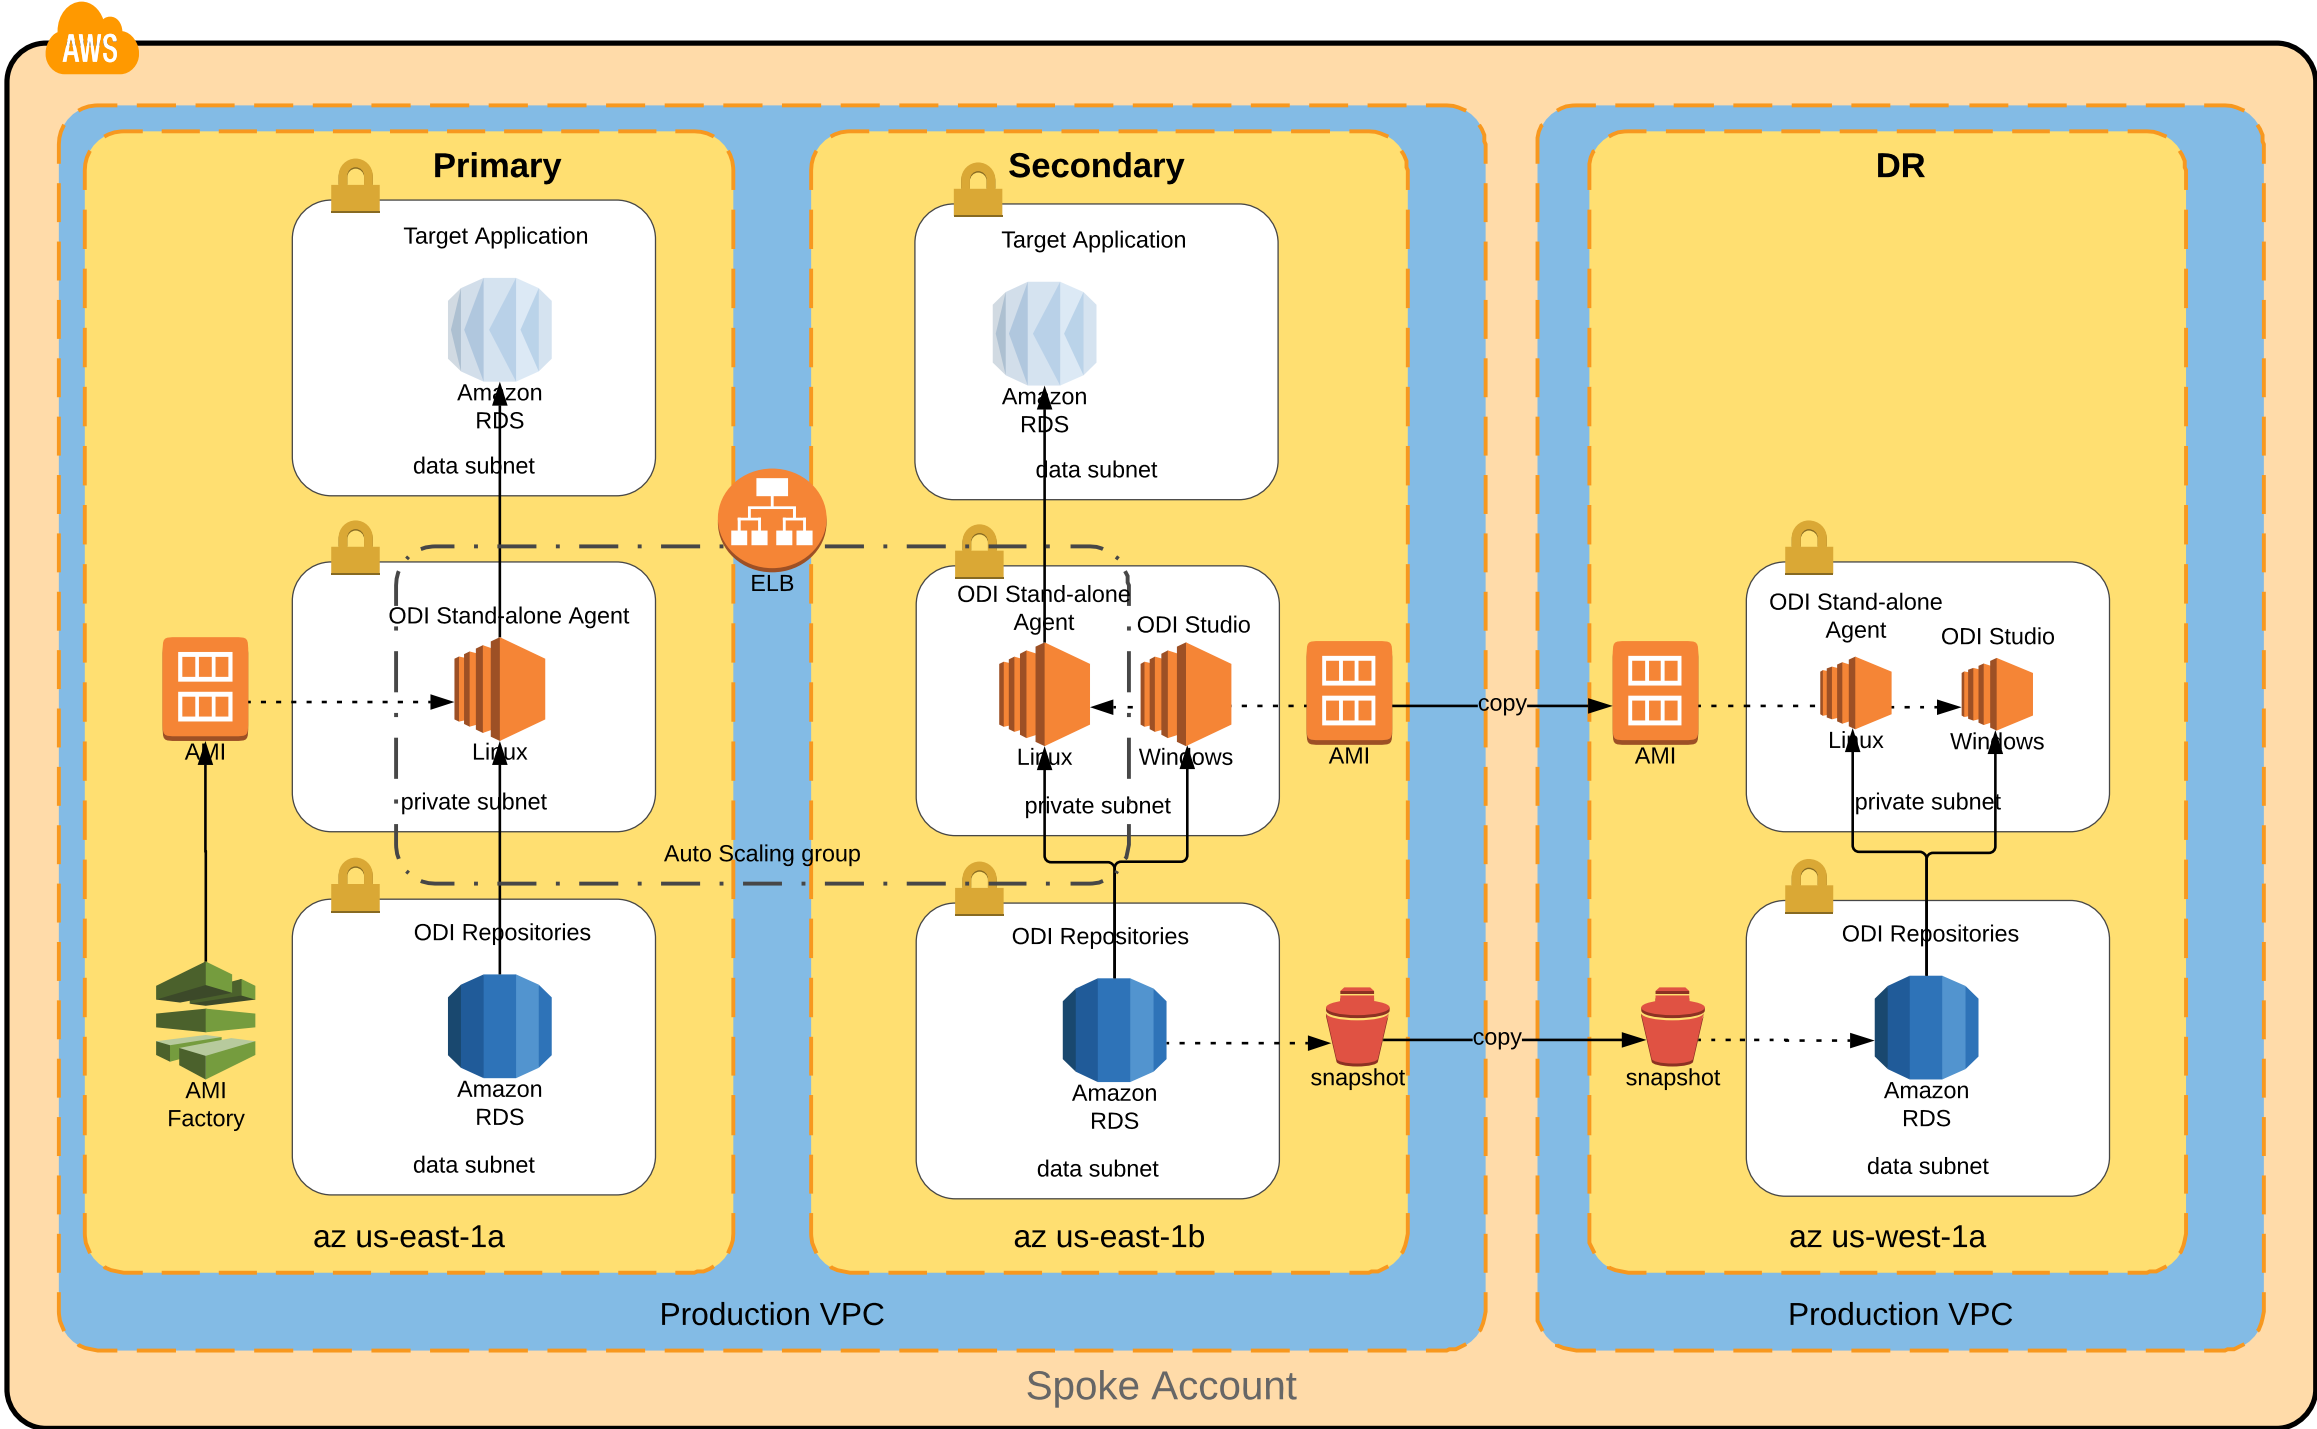 AWS
Primary
Target Application
Amazon
RDS
data subnet
ODI Stand-alone Agent
AMI
Linux
private subnet
ODI Repositories
AMI
Factory
Amazon
RDS
data subnet
az us-east-1a
ELB
Auto Scaling group
Secondary
Target Application
Amazon
RDS
data subnet
ODI Stand-alone
Agent
ODI Studio
Linux
Windows
AMI
private subnet
ODI Repositories
Amazon
RDS
snapshot
data subnet
az us-east-1b
Production VPC
copy
copy
DR
ODI Stand-alone
Agent
ODI Studio
AMI
Linux
Windows
private subnet
ODI Repositories
snapshot
Amazon
RDS
data subnet
az us-west-1a
Production VPC
Spoke Account